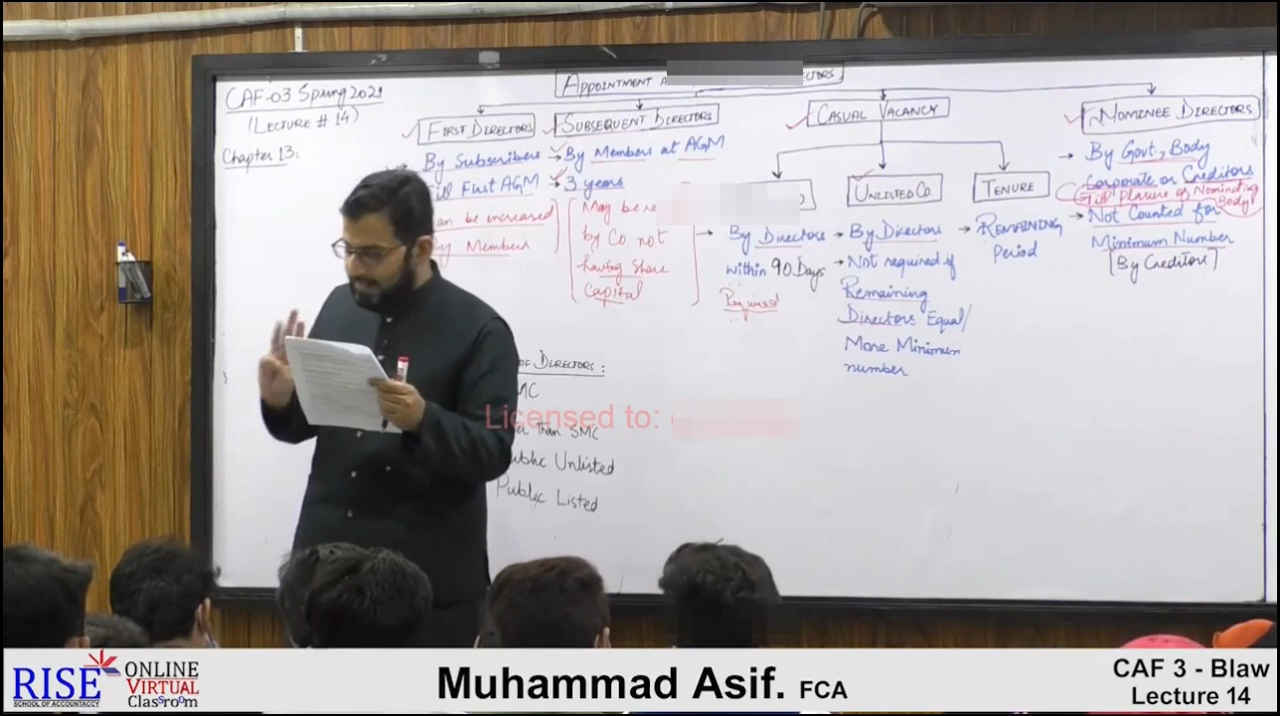 CAF-03 Spring 2021
(LECTURE # 14)
Chapter 13:
APPOINTMENT
FIRST DIRECTORS
By Subscribers
Till First AGM
can be increased
By Members
SUBSEQUENT DIRECTORS
By Members at AGM
3 years
May be
by Co not
having share
capital
CASUAL VACANCY
By Directors
within 90 Days
Required
UNLISTED CO
By Directors
Not required if
Remaining
Directors Equal/
More Minimum
number
TENURE
REMAINING
Period
NOMINEE DIRECTORS
By Govt., Body
Corporate or Creditors
Till Plasure of Nominating
Body
Not Counted for
Minimum Number
[By Creditors]
OF DIRECTORS:
than SMC
Public Unlisted
Public Listed
Licensed to:
RISE
SCHOOL OF ACCOUNTACY
ONLINE
VIRTUAL
Classroom
Muhammad Asif. FCA
CAF 3 - Blaw
Lecture 14